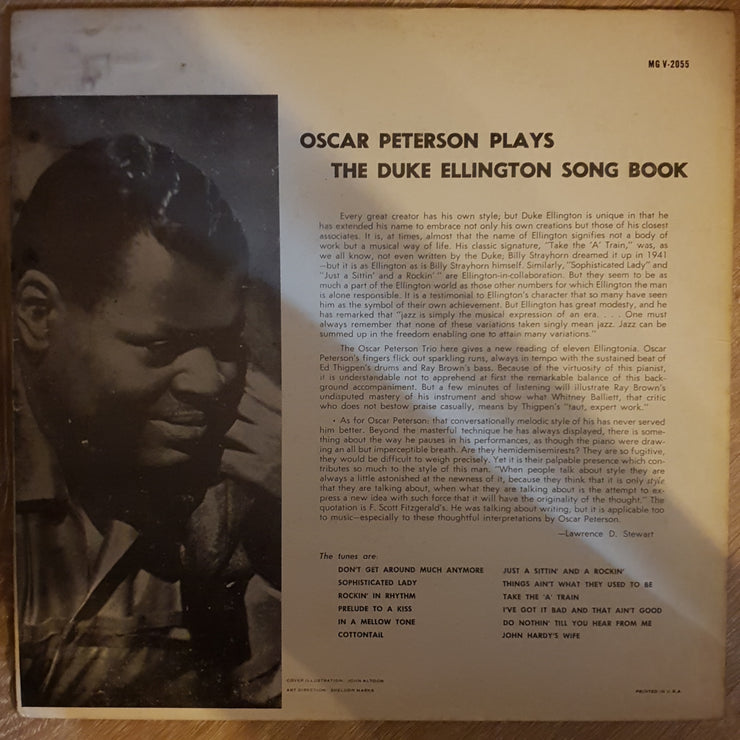 MG V-2055
OSCAR PETERSON PLAYS
THE DUKE ELLINGTON SONG BOOK
Every great creator has his own style; but Duke Ellington is unique in that he
has extended his name to embrace not only his own creations but those of his closest
associates. It is, at times, almost that the name of Ellington signifies not a body of
work but a musical way of life. His classic signature, "Take the 'A' Train," was, as
we all know, not even written by the Duke; Billy Strayhorn dreamed it up in 1941
—but it is as Ellington as is Billy Strayhorn himself. Similarly, "Sophisticated Lady" and
"Just a Sittin' and a Rockin'" are Ellington-in-collaboration. But they seem to be as
much a part of the Ellington world as those other numbers for which Ellington the man
is alone responsible. It is a testimonial to Ellington's character that so many have seen
him as the symbol of their own achievement. But Ellington has great modesty, and he
has remarked that "jazz is simply the musical expression of an era. . . . One must
always remember that none of these variations taken singly mean jazz. Jazz can be
summed up in the freedom enabling one to attain many variations."
The Oscar Peterson Trio here gives a new reading of eleven Ellingtonia. Oscar
Peterson's fingers flick out sparkling runs, always in tempo with the sustained beat of
Ed Thigpen's drums and Ray Brown's bass. Because of the virtuosity of this pianist,
it is understandable not to apprehend at first the remarkable balance of this back-
ground accompaniment. But a few minutes of listening will illustrate Ray Brown's
undisputed mastery of his instrument and show what Whitney Balliett, that critic
who does not bestow praise casually, means by Thigpen's "taut, expert work."
• As for Oscar Peterson: that conversationally melodic style of his has never served
him better. Beyond the masterful technique he has always displayed, there is some-
thing about the way he pauses in his performances, as though the piano were draw-
ing an all but imperceptible breath. Are they hemidemisemirests? They are so fugitive,
they would be difficult to weigh precisely. Yet it is their palpable presence which con-
tributes so much to the style of this man. "When people talk about style they are
always a little astonished at the newness of it, because they think that it is only style
that they are talking about, when what they are talking about is the attempt to ex-
press a new idea with such force that it will have the originality of the thought." The
quotation is F. Scott Fitzgerald's. He was talking about writing; but it is applicable too
to music—especially to these thoughtful interpretations by Oscar Peterson.
—Lawrence D. Stewart
The tunes are:
DON'T GET AROUND MUCH ANYMORE
SOPHISTICATED LADY
ROCKIN' IN RHYTHM
PRELUDE TO A KISS
IN A MELLOW TONE
COTTONTAIL
JUST A SITTIN' AND A ROCKIN'
THINGS AIN'T WHAT THEY USED TO BE
TAKE THE 'A' TRAIN
I'VE GOT IT BAD AND THAT AIN'T GOOD
DO NOTHIN' TILL YOU HEAR FROM ME
JOHN HARDY'S WIFE
COVER ILLUSTRATION: JOHN ALTOON
ART DIRECTION: SHELDON MARKS
PRINTED IN U.S.A.